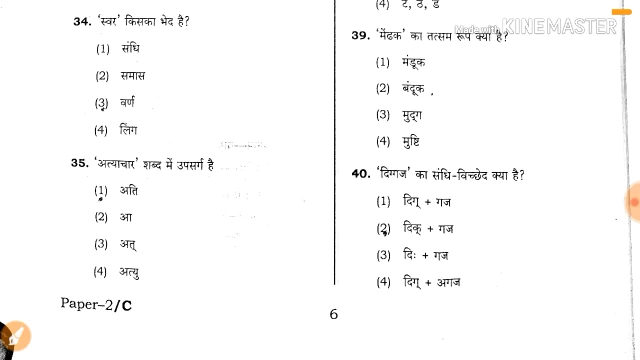 34. 'स्वर' किसका भेद है?
(1) संधि
(2) समास
(3) वर्ण
(4) लिंग
35. 'अत्याचार' शब्द में उपसर्ग है
(1) अति
(2) आ
(3) अत्
(4) अत्यु
Paper–2/C
(4) ट, ठ, ड
Made with KINEMASTER
39. 'मेंढक' का तत्सम रूप क्या है?
(1) मंडूक
(2) बंदूक
(3) मुद्ग
(4) मुष्टि
40. 'दिग्गज' का संधि-विच्छेद क्या है?
(1) दिग् + गज
(2) दिक् + गज
(3) दिः + गज
(4) दिग् + अगज
6